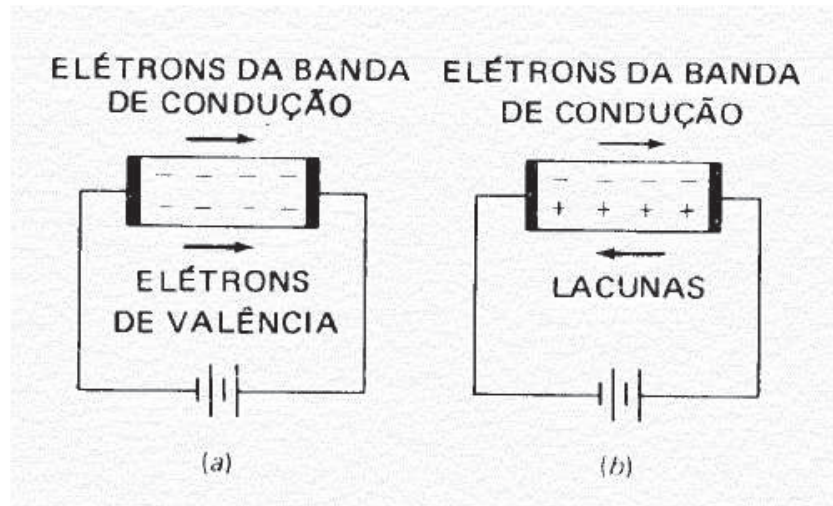 ELÉTRONS DA BANDA
DE CONDUÇÃO
ELÉTRONS
DE VALÊNCIA
(a)
ELÉTRONS DA BANDA
DE CONDUÇÃO
LACUNAS
(b)